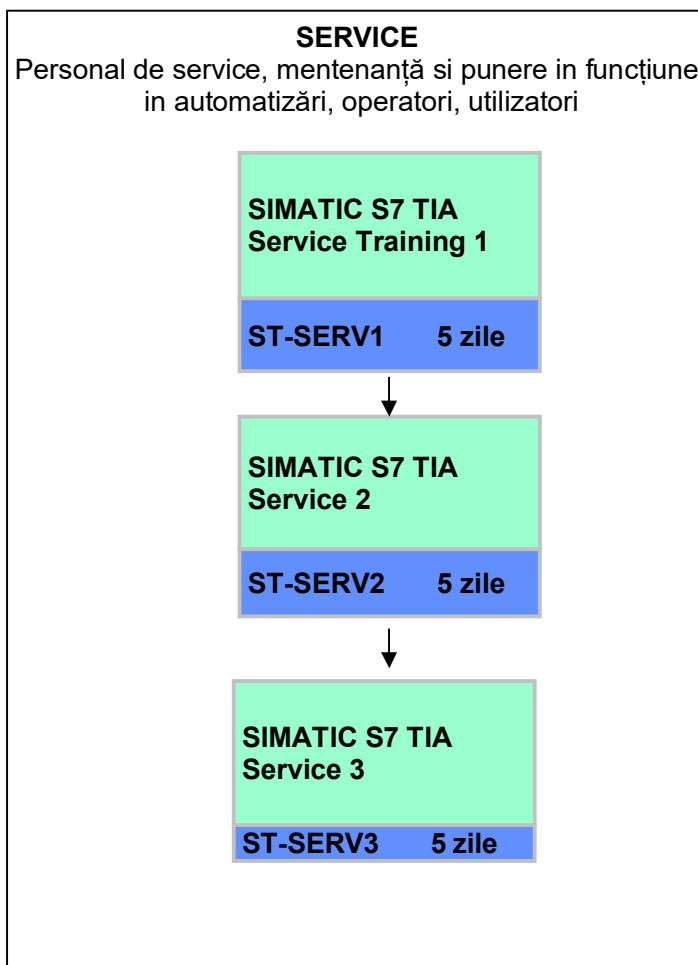 SERVICE
Personal de service, mentenanță si punere in funcțiune
in automatizări, operatori, utilizatori
SIMATIC S7 TIA
Service Training 1
ST-SERV1 5 zile
SIMATIC S7 TIA
Service 2
ST-SERV2 5 zile
SIMATIC S7 TIA
Service 3
ST-SERV3 5 zile